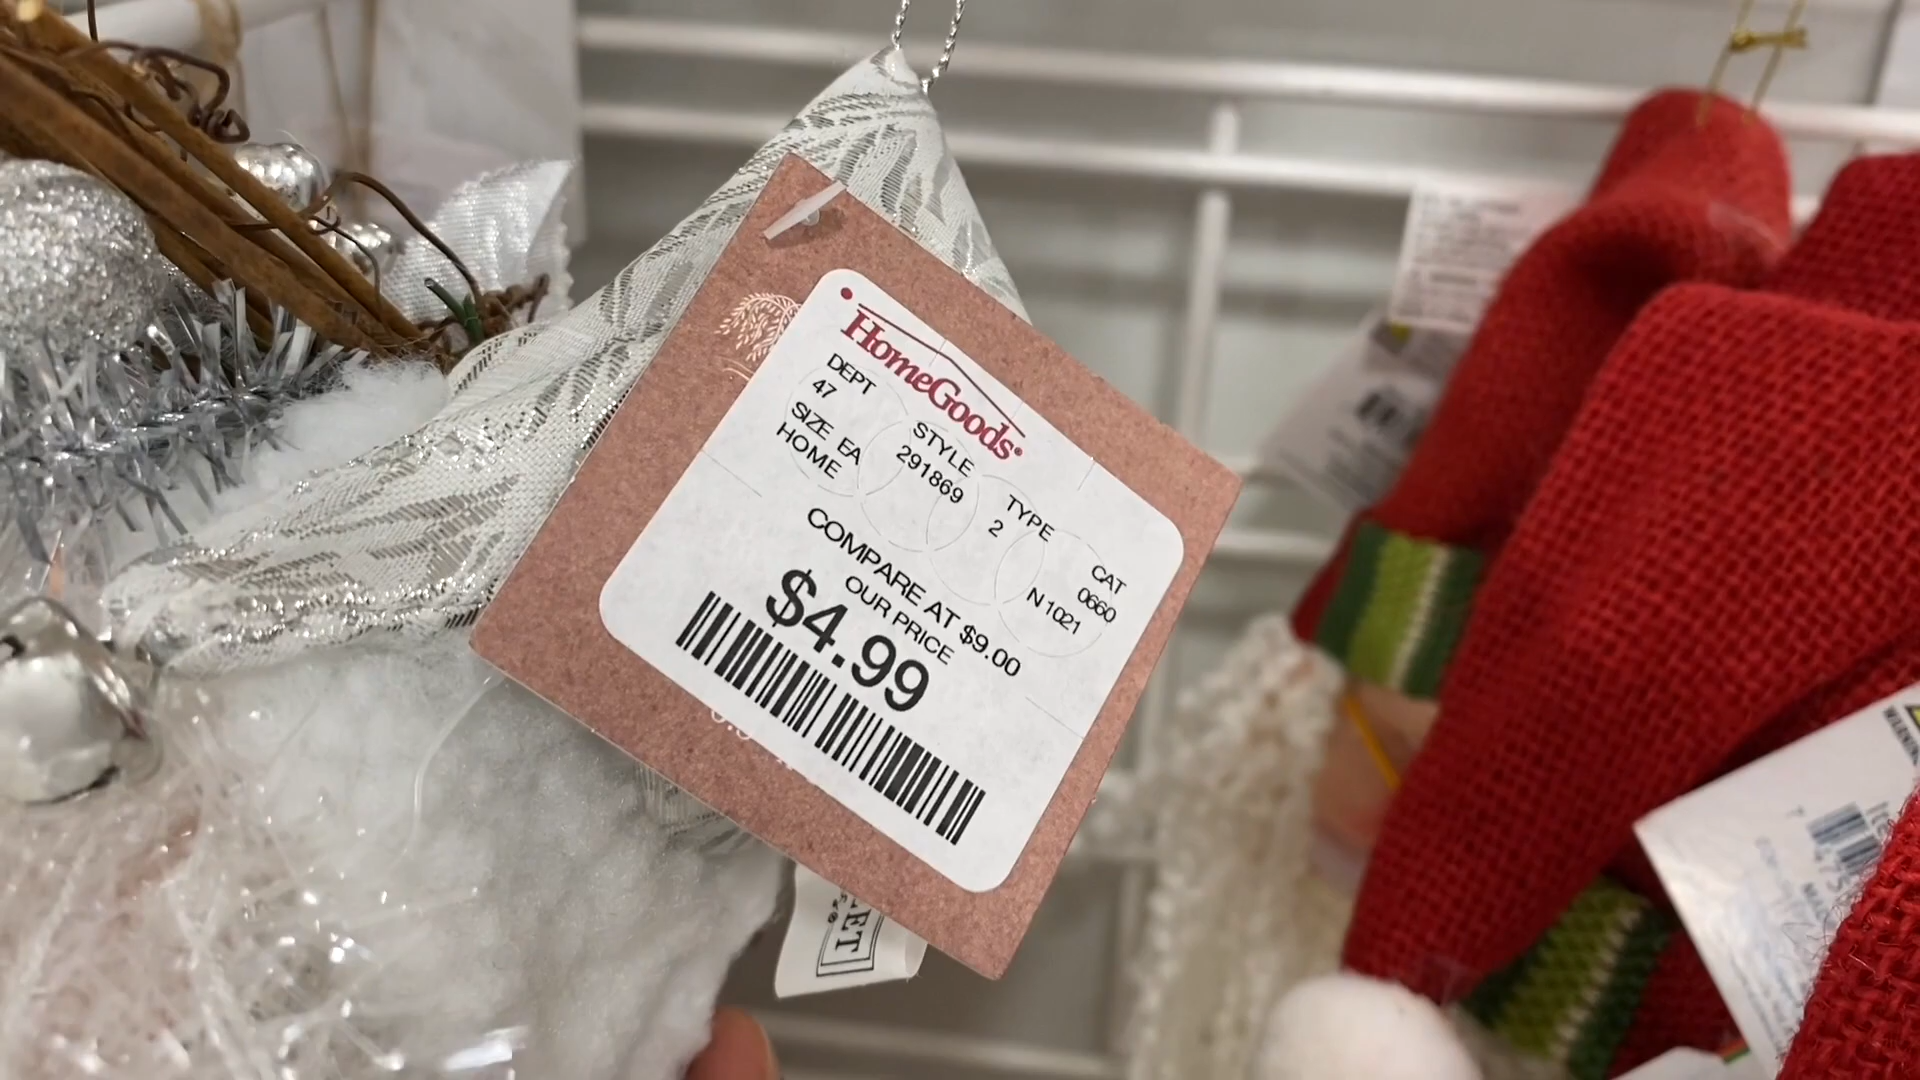 HomeGoods
DEPT STYLE TYPE CAT
47 291869 2 0660
SIZE EA N1021
HOME
COMPARE AT $9.00
OUR PRICE
$4.99